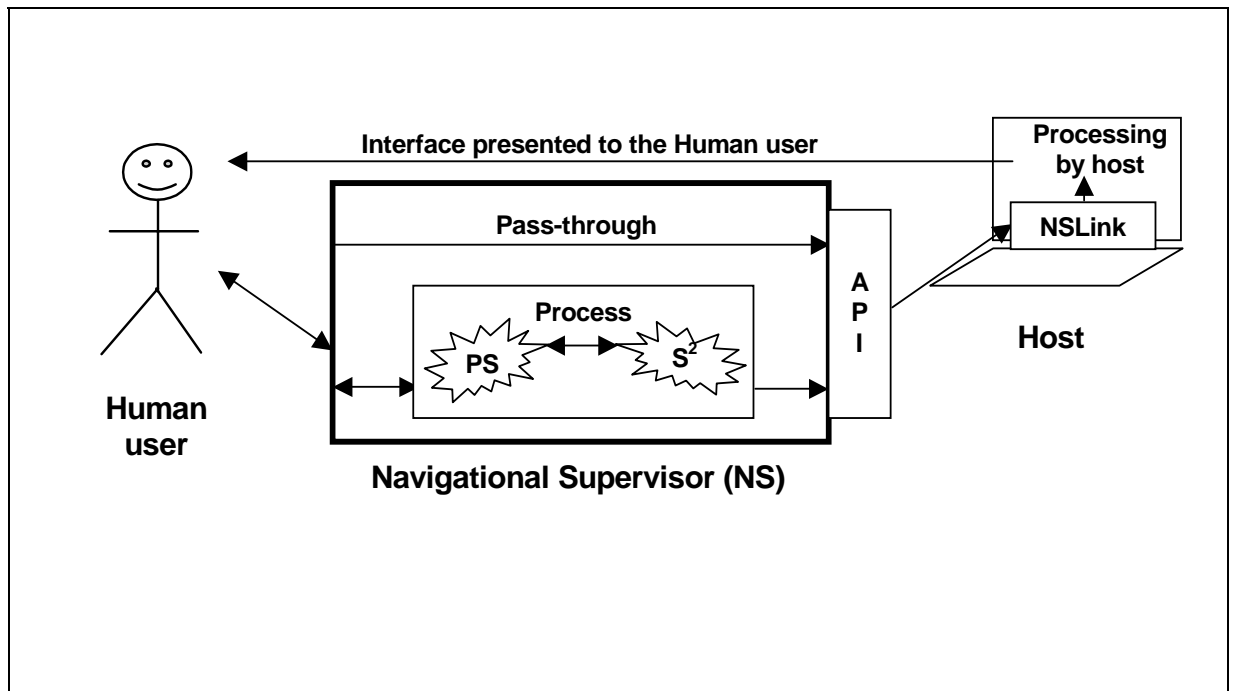 Interface presented to the Human user
Processing
by host
NSLink
Pass-through
A
P
I
Process
PS
S²
Host
Human
user
Navigational Supervisor (NS)